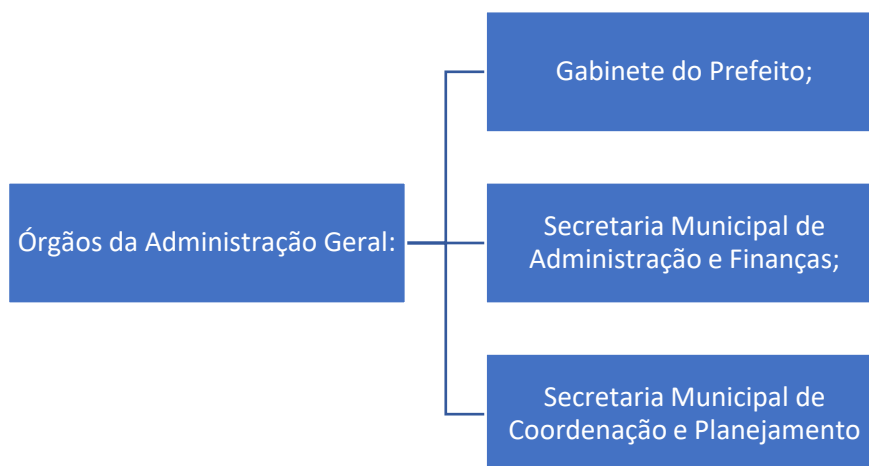 Gabinete do Prefeito;
Órgãos da Administração Geral:
Secretaria Municipal de
Administração e Finanças;
Secretaria Municipal de
Coordenação e Planejamento